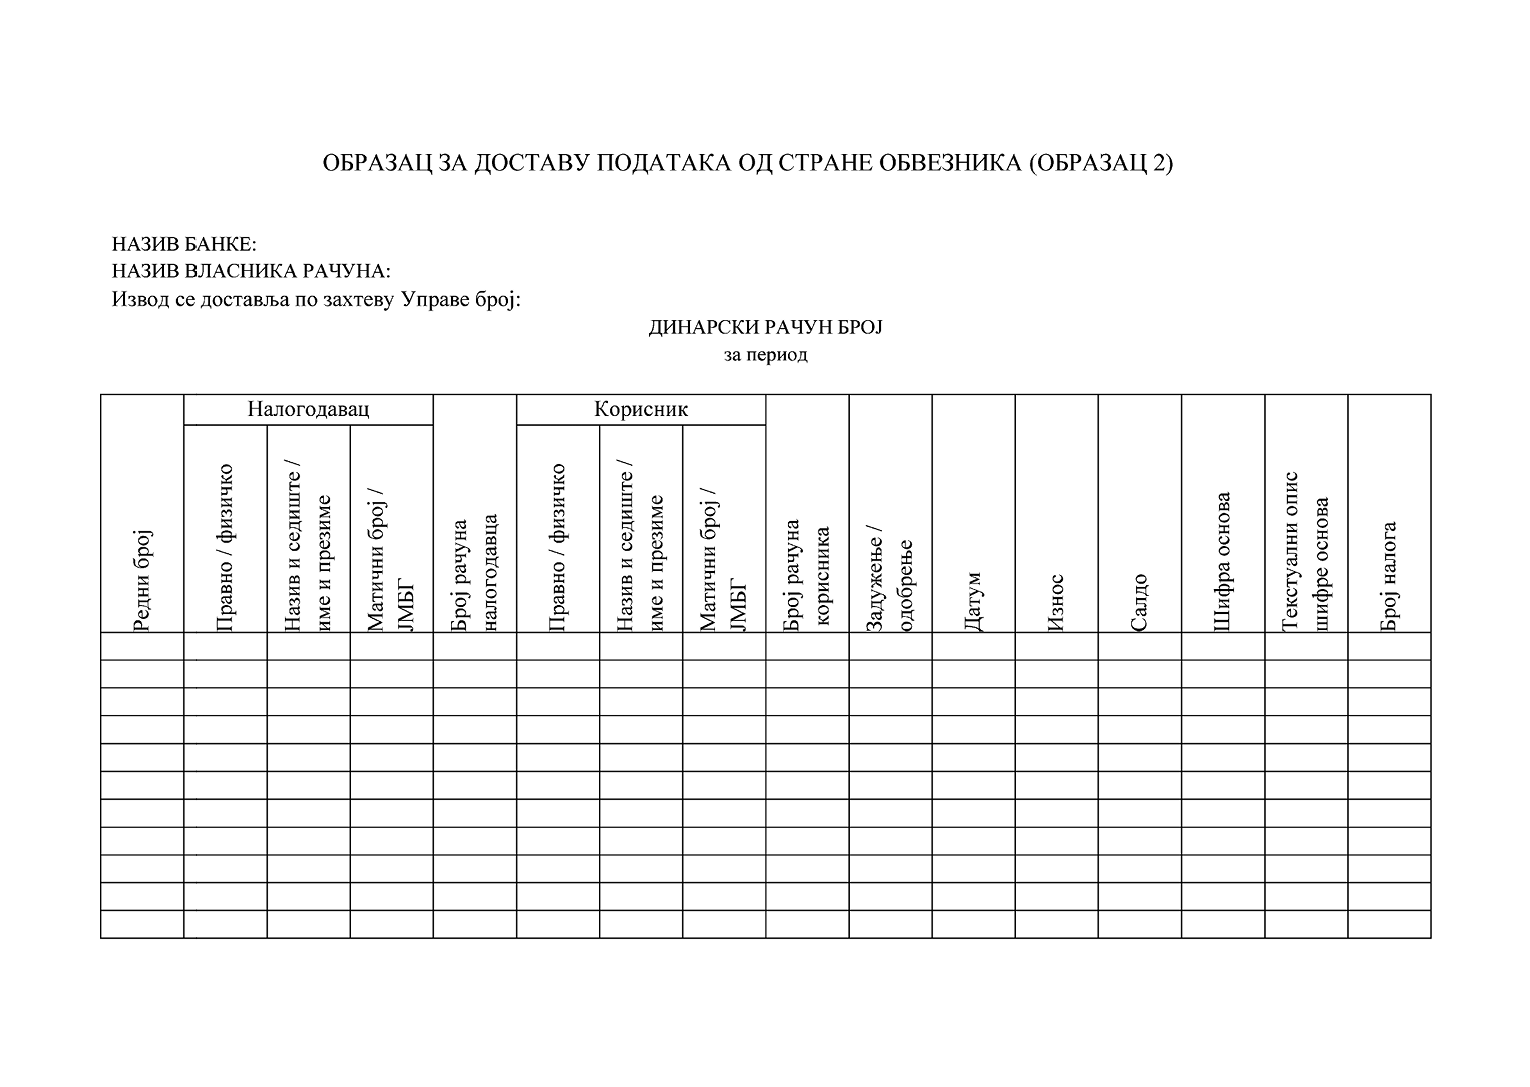 ОБРАЗАЦ ЗА ДОСТАВУ ПОДАТАКА ОД СТРАНЕ ОБВЕЗНИКА (ОБРАЗАЦ 2)
НАЗИВ БАНКЕ:
НАЗИВ ВЛАСНИКА РАЧУНА:
Извод се доставља по захтеву Управе број:
ДИНАРСКИ РАЧУН БРОЈ
за период
Редни број
Налогодавац
Правно / физичко
Назив и седиште /
име и презиме
Матични број /
ЈМБГ
Број рачуна
налогодавца
Корисник
Правно / физичко
Назив и седиште /
име и презиме
Матични број /
ЈМБГ
Број рачуна
корисника
Задужење /
одобрење
Датум
Износ
Салдо
Шифра основа
Текстуални опис
шифре основа
Број налога